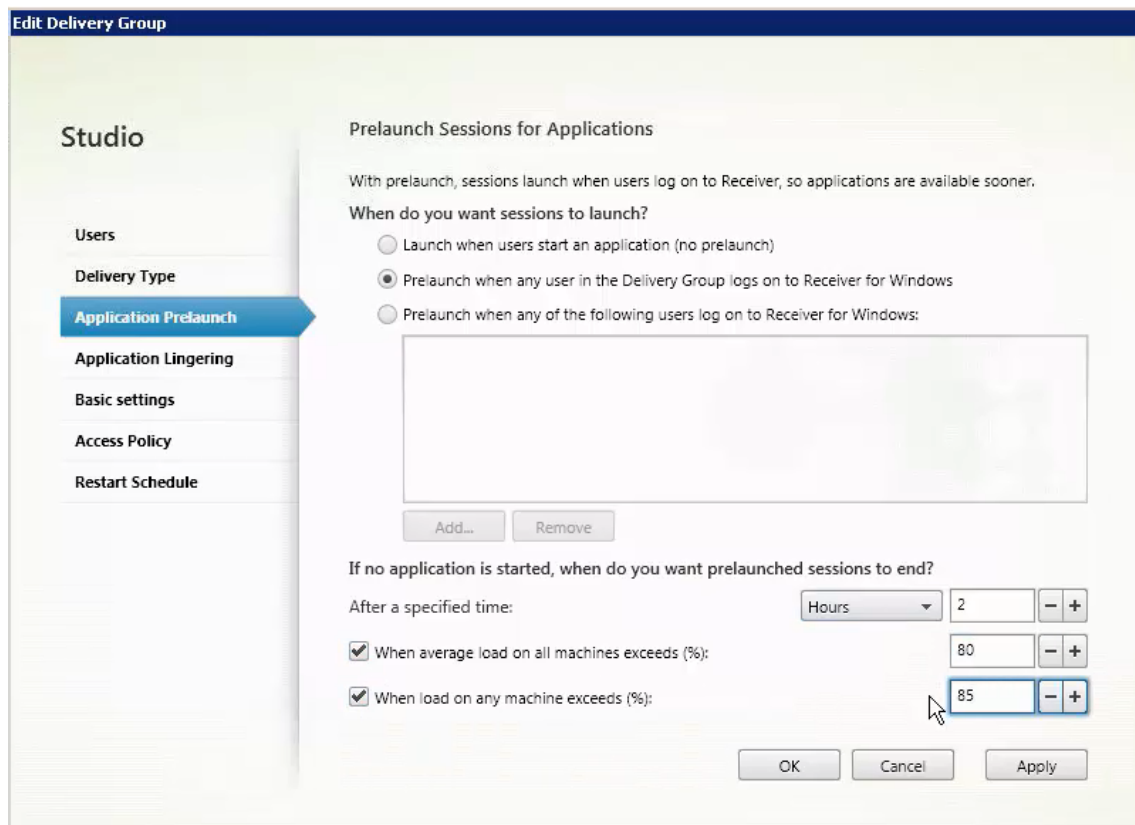 Edit Delivery Group
Studio
Users
Delivery Type
Application Prelaunch
Application Lingering
Basic settings
Access Policy
Restart Schedule
Prelaunch Sessions for Applications
With prelaunch, sessions launch when users log on to Receiver, so applications are available sooner.
When do you want sessions to launch?
Launch when users start an application (no prelaunch)
Prelaunch when any user in the Delivery Group logs on to Receiver for Windows
Prelaunch when any of the following users log on to Receiver for Windows:
Add... Remove
If no application is started, when do you want prelaunched sessions to end?
After a specified time: Hours 2
When average load on all machines exceeds (%): 80
When load on any machine exceeds (%): 85
OK Cancel Apply